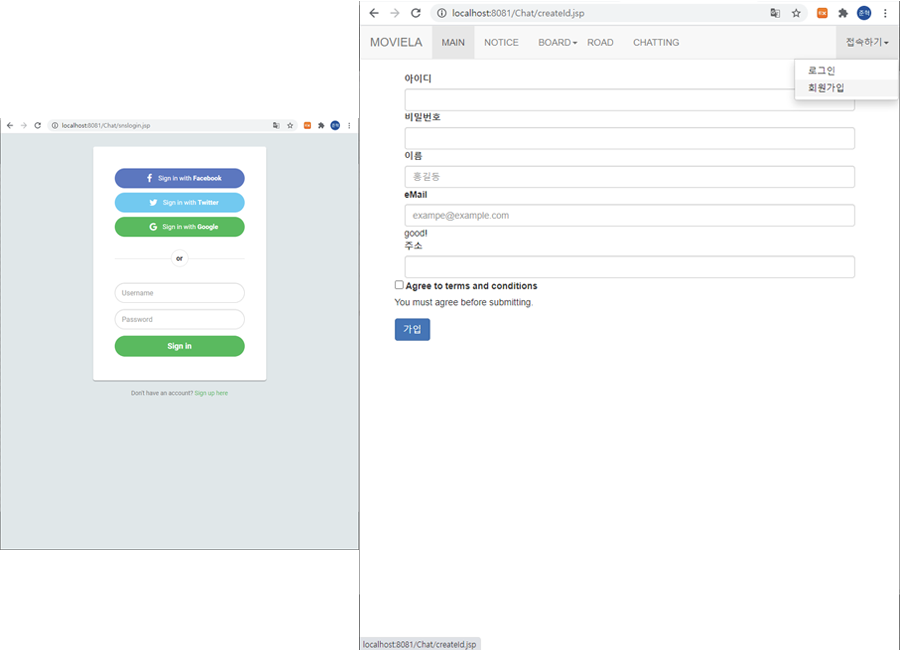 localhost:8081/Chat/snslogin.jsp
Sign in with Facebook
Sign in with Twitter
Sign in with Google
or
Username
Password
Sign in
Don't have an account? Sign up here
localhost:8081/Chat/createId.jsp
MOVIELA MAIN NOTICE BOARD ROAD CHATTING 접속하기
로그인
회원가입
아이디
비밀번호
이름
홍길동
eMail
exampe@example.com
good!
주소
Agree to terms and conditions
You must agree before submitting.
가입
localhost:8081/Chat/createId.jsp